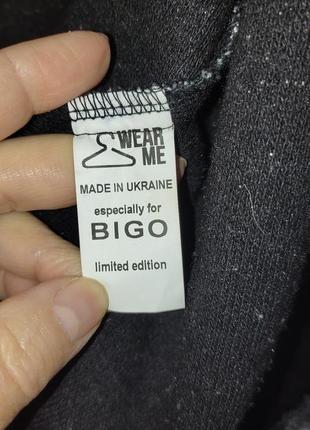 WEAR
ME
MADE IN UKRAINE
especially for
BIGO
limited edition